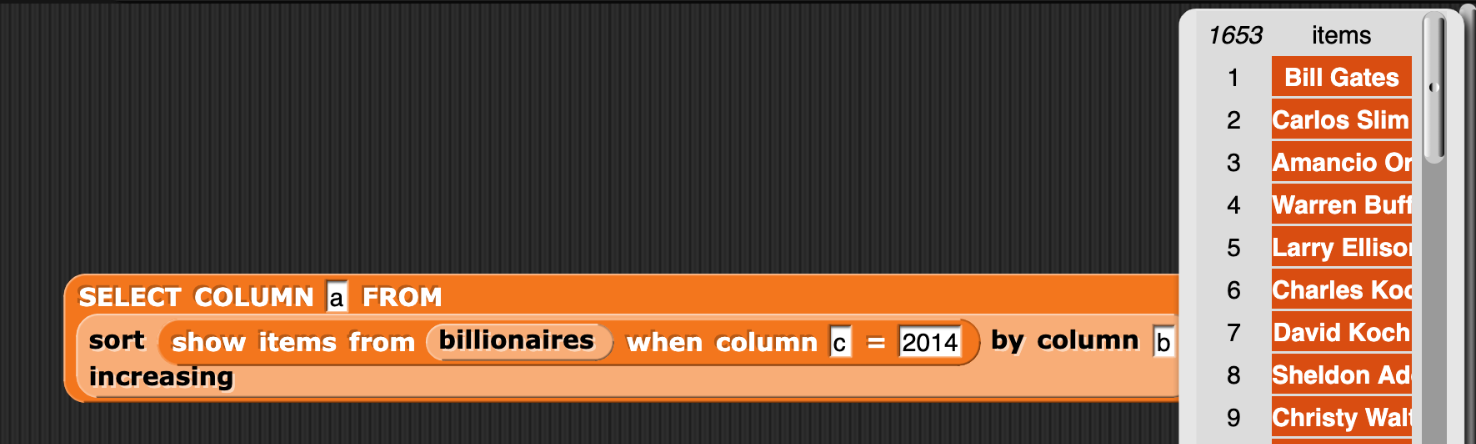 1653 items
1 Bill Gates
2 Carlos Slim
3 Amancio Or
4 Warren Buff
5 Larry Ellisor
6 Charles Koc
7 David Koch
8 Sheldon Ad
9 Christy Walt
SELECT COLUMN a FROM
sort show items from billionaires when column c = 2014 by column b
increasing